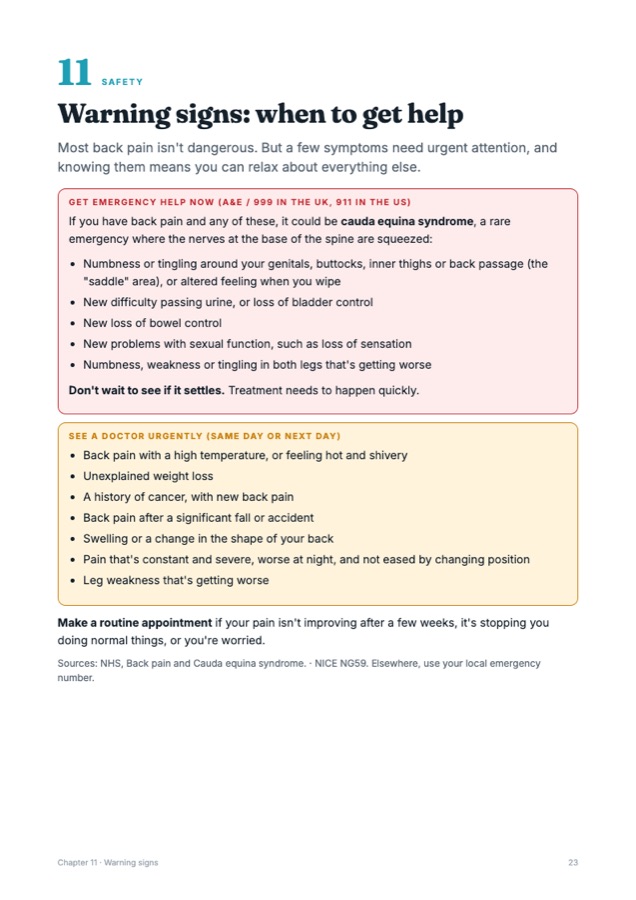 11 SAFETY
Warning signs: when to get help
Most back pain isn't dangerous. But a few symptoms need urgent attention, and
knowing them means you can relax about everything else.
GET EMERGENCY HELP NOW (A&E / 999 IN THE UK, 911 IN THE US)
If you have back pain and any of these, it could be cauda equina syndrome, a rare
emergency where the nerves at the base of the spine are squeezed:
• Numbness or tingling around your genitals, buttocks, inner thighs or back passage (the
"saddle" area), or altered feeling when you wipe
• New difficulty passing urine, or loss of bladder control
• New loss of bowel control
• New problems with sexual function, such as loss of sensation
• Numbness, weakness or tingling in both legs that's getting worse
Don't wait to see if it settles. Treatment needs to happen quickly.
SEE A DOCTOR URGENTLY (SAME DAY OR NEXT DAY)
• Back pain with a high temperature, or feeling hot and shivery
• Unexplained weight loss
• A history of cancer, with new back pain
• Back pain after a significant fall or accident
• Swelling or a change in the shape of your back
• Pain that's constant and severe, worse at night, and not eased by changing position
• Leg weakness that's getting worse
Make a routine appointment if your pain isn't improving after a few weeks, it's stopping you
doing normal things, or you're worried.
Sources: NHS, Back pain and Cauda equina syndrome. · NICE NG59. Elsewhere, use your local emergency
number.
Chapter 11 · Warning signs 23